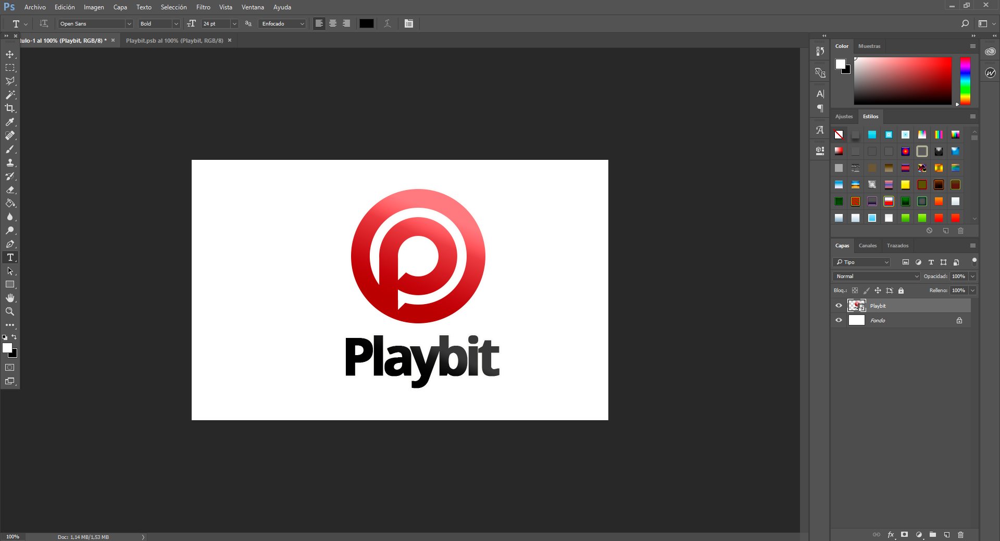 Ps Archivo Edición Imagen Capa Texto Selección Filtro Vista Ventana Ayuda
T Open Sans Bold 24 pt aa Enfocado
tulo-1 al 100% (Playbit, RGB/8) * Playbit.psb al 100% (Playbit, RGB/8)
Color Muestras
Ajustes Estilos
Capas Canales Trazados
Tipo
Normal Opacidad: 100%
Bloq.: Relleno: 100%
Playbit
Fondo
Playbit
fx
100% Doc: 1,14 MB/1,53 MB